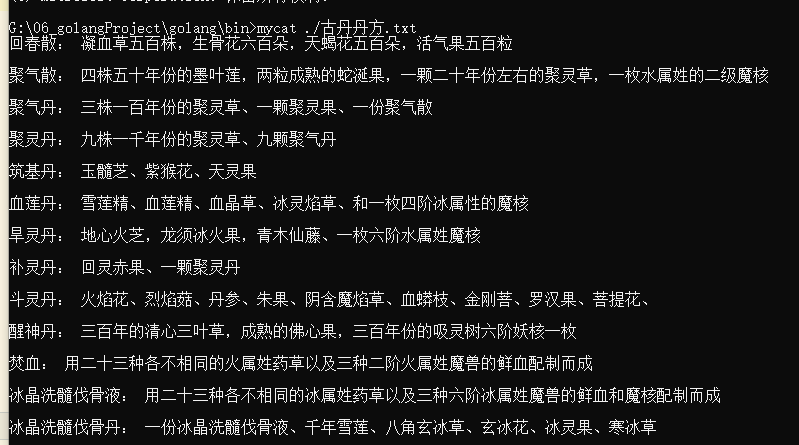 G:\06_golangProject\golang\bin>mycat ./古丹丹方.txt
回春散： 凝血草五百株，生骨花六百朵，天蝎花五百朵，活气果五百粒
聚气散： 四株五十年份的墨叶莲，两粒成熟的蛇涎果，一颗二十年份左右的聚灵草，一枚水属姓的二级魔核
聚气丹： 三株一百年份的聚灵草、一颗聚灵果、一份聚气散
聚灵丹： 九株一千年份的聚灵草、九颗聚气丹
筑基丹： 玉髓芝、紫猴花、天灵果
血莲丹： 雪莲精、血莲精、血晶草、冰灵焰草、和一枚四阶冰属性的魔核
旱灵丹： 地心火芝，龙须冰火果，青木仙藤、一枚六阶水属姓魔核
补灵丹： 回灵赤果、一颗聚灵丹
斗灵丹： 火焰花、烈焰菇、丹参、朱果、阴含魔焰草、血蟒枝、金刚菩、罗汉果、菩提花、
醒神丹： 三百年的清心三叶草，成熟的佛心果，三百年份的吸灵树六阶妖核一枚
焚血： 用二十三种各不相同的火属姓药草以及三种二阶火属姓魔兽的鲜血配制而成
冰晶洗髓伐骨液： 用二十三种各不相同的冰属姓药草以及三种六阶冰属姓魔兽的鲜血和魔核配制而成
冰晶洗髓伐骨丹： 一份冰晶洗髓伐骨液、千年雪莲、八角玄冰草、玄冰花、冰灵果、寒冰草